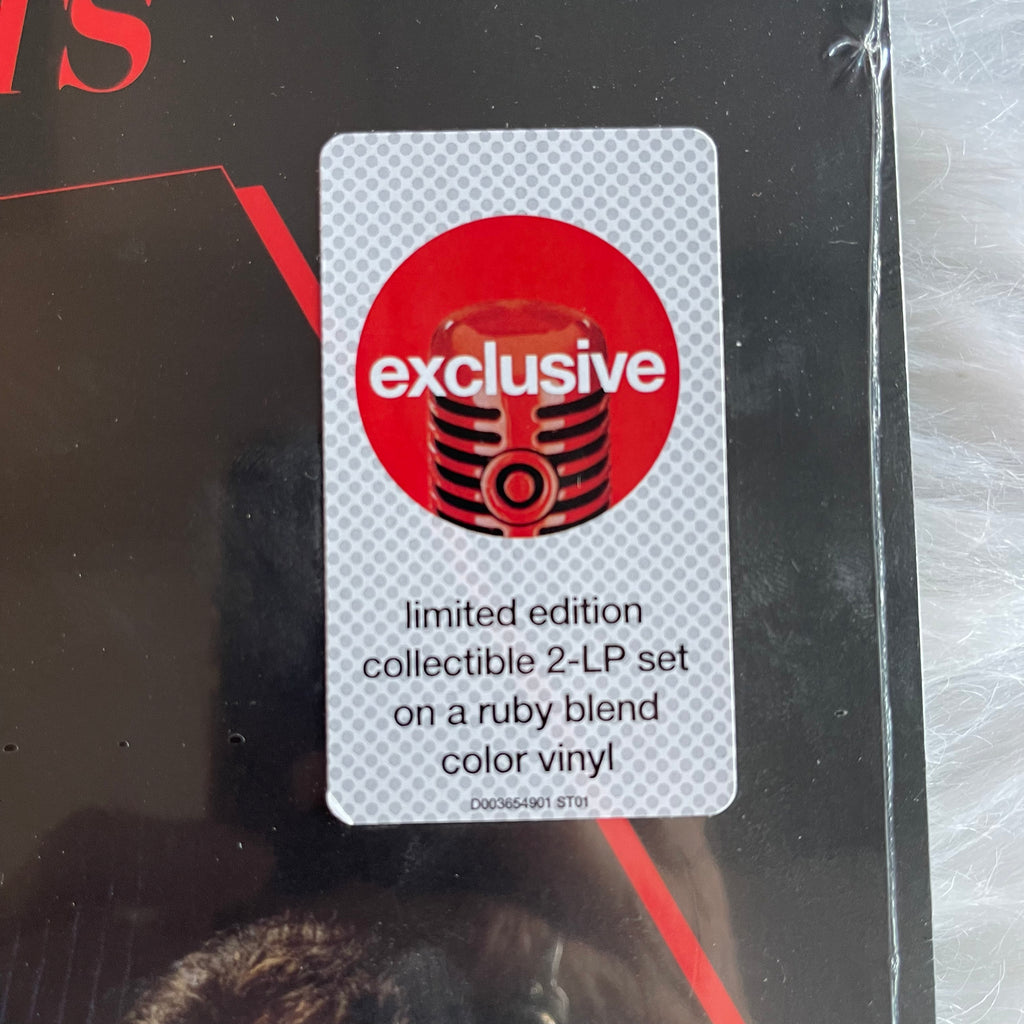 exclusive
limited edition
collectible 2-LP set
on a ruby blend
color vinyl
D003654901 ST01